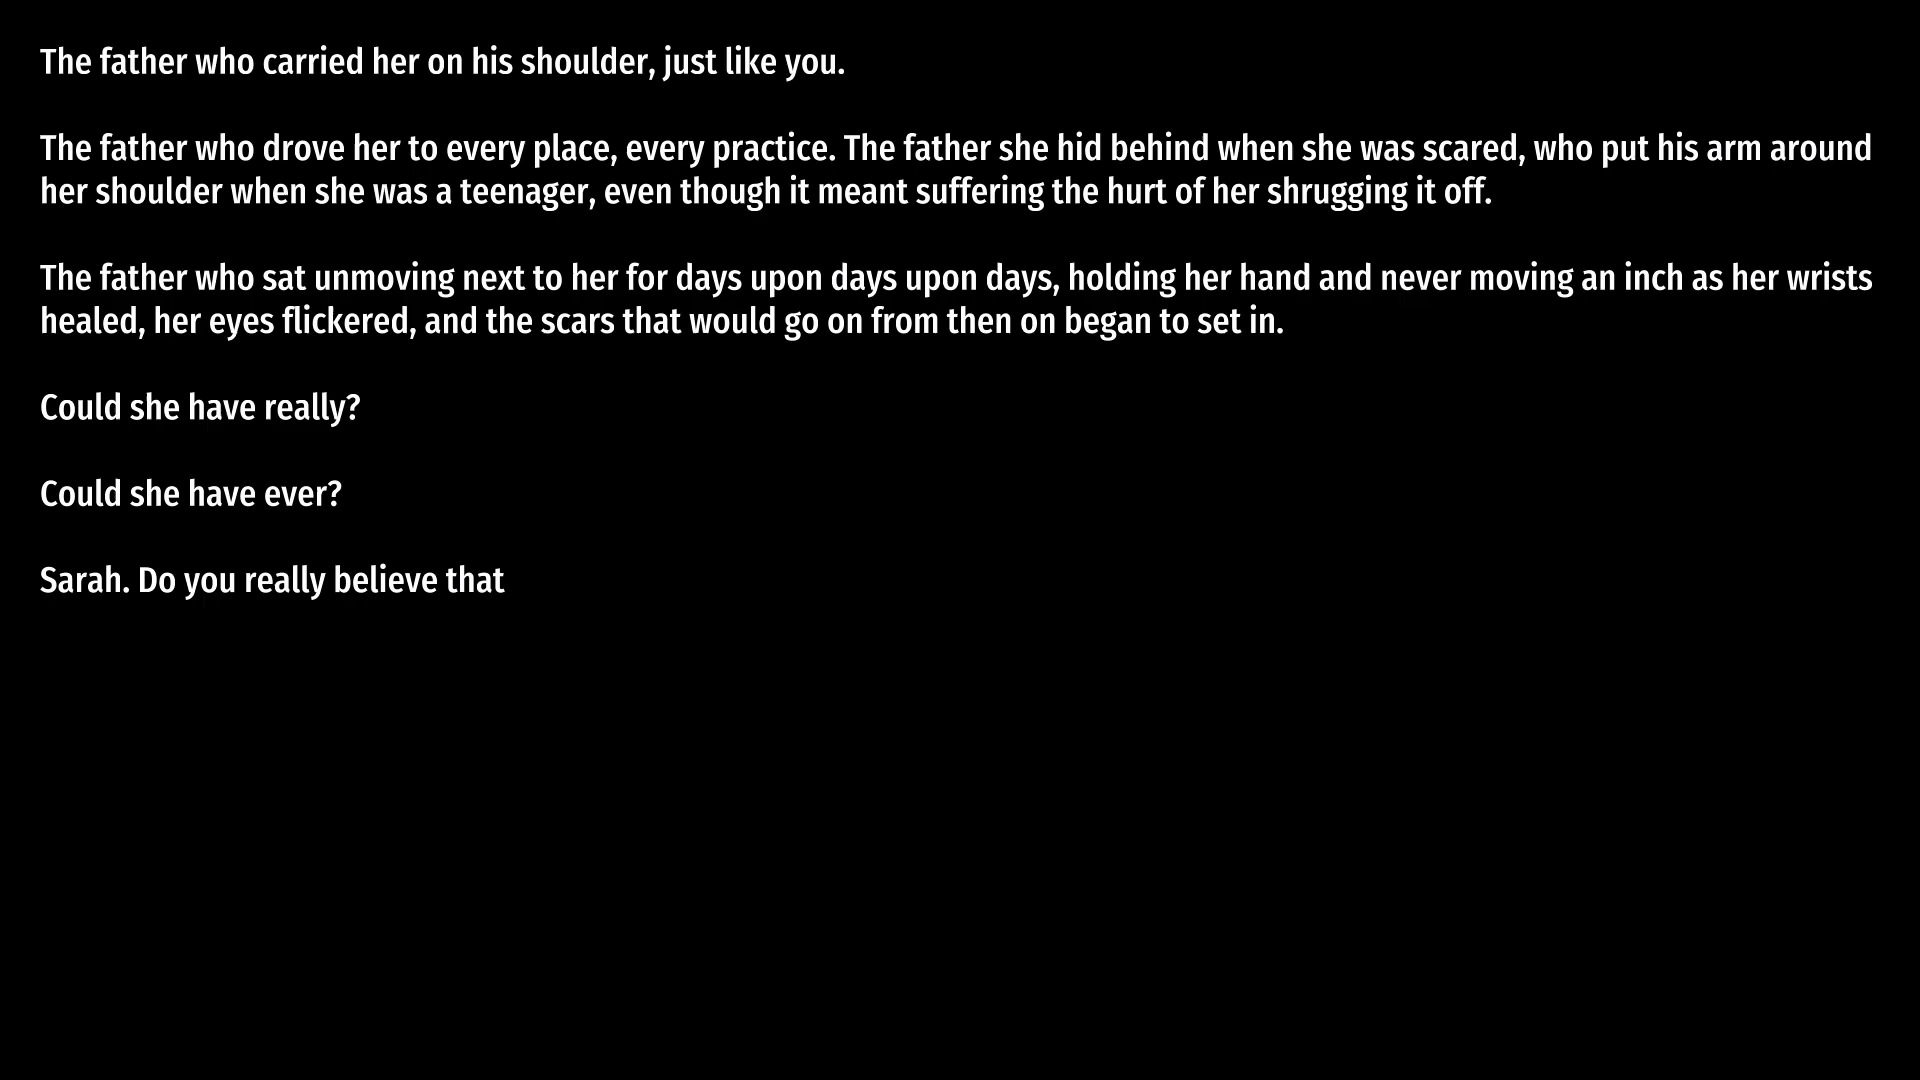 The father who carried her on his shoulder, just like you.
The father who drove her to every place, every practice. The father she hid behind when she was scared, who put his arm around
her shoulder when she was a teenager, even though it meant suffering the hurt of her shrugging it off.
The father who sat unmoving next to her for days upon days upon days, holding her hand and never moving an inch as her wrists
healed, her eyes flickered, and the scars that would go on from then on began to set in.
Could she have really?
Could she have ever?
Sarah. Do you really believe that